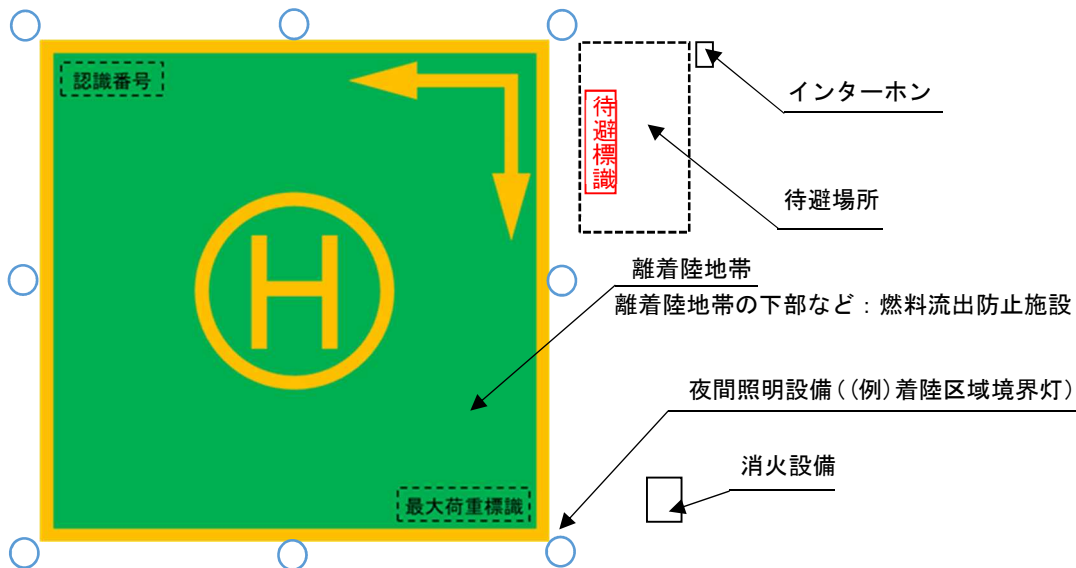 認識番号
インターホン
待避標識
待避場所
H
離着陸地帯
離着陸地帯の下部など：燃料流出防止施設
夜間照明設備（（例）着陸区域境界灯）
消火設備
最大荷重標識